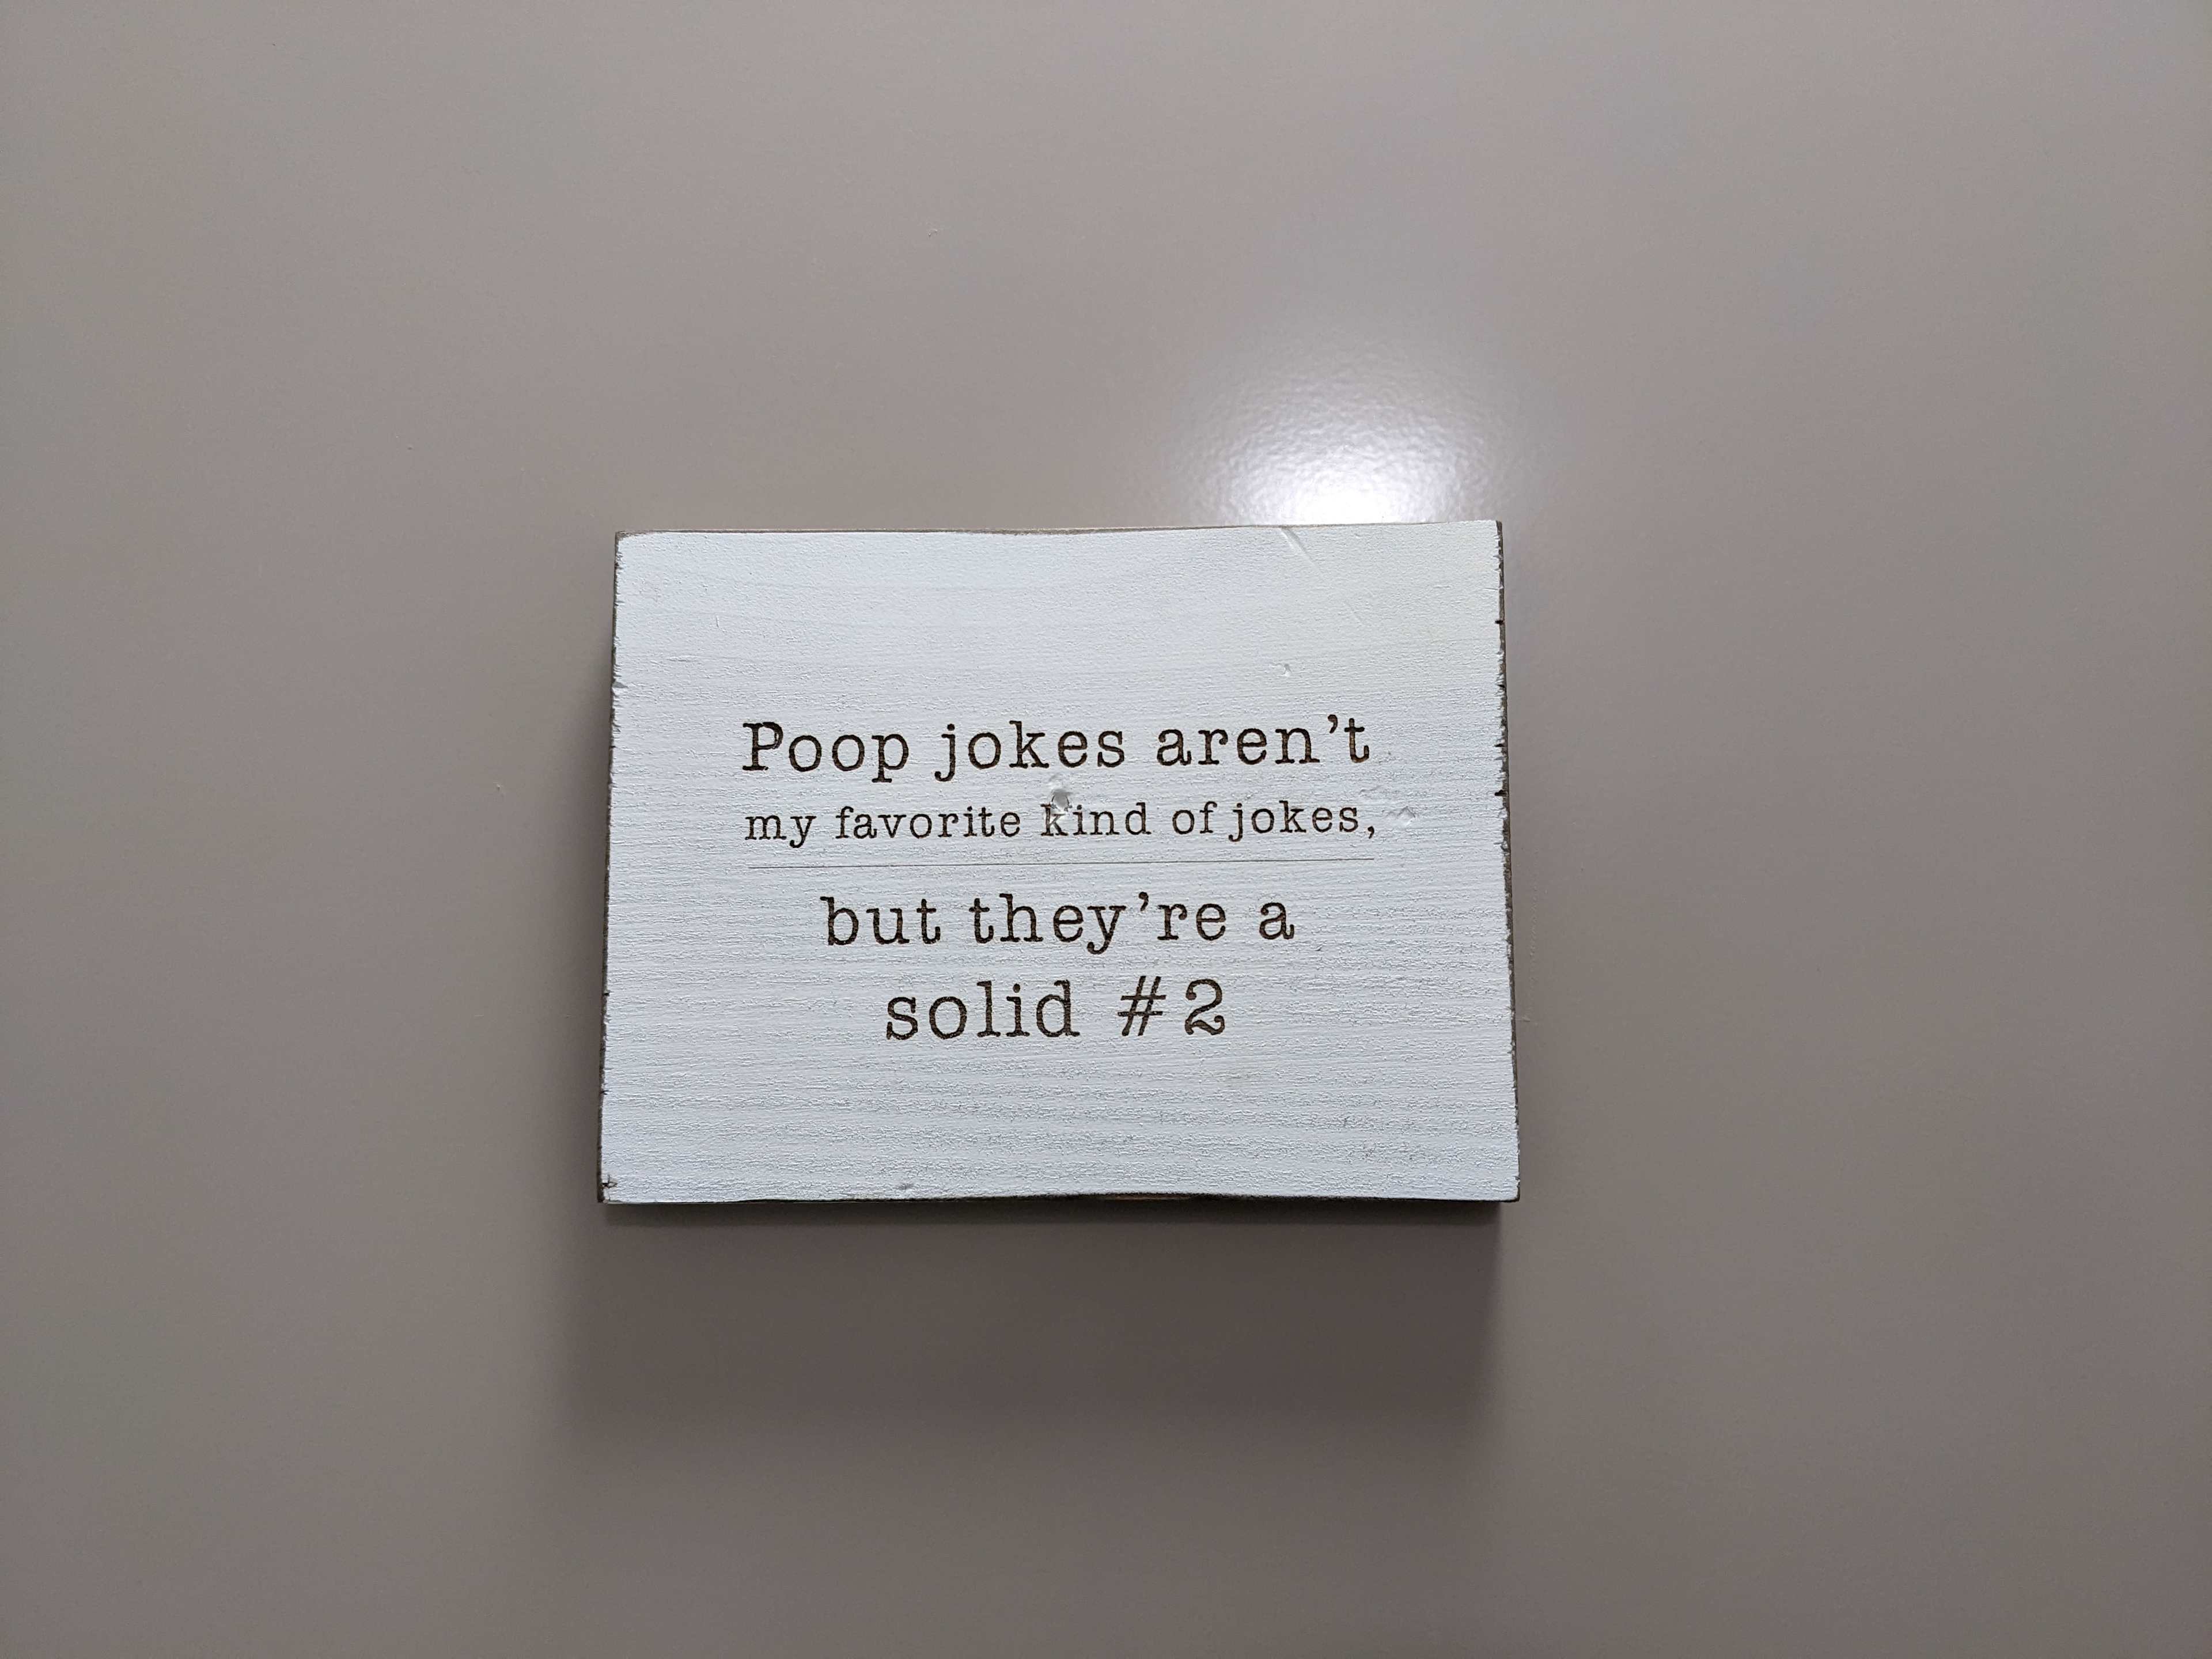 Poop jokes aren’t
my favorite kind of jokes,
but they’re a
solid #2